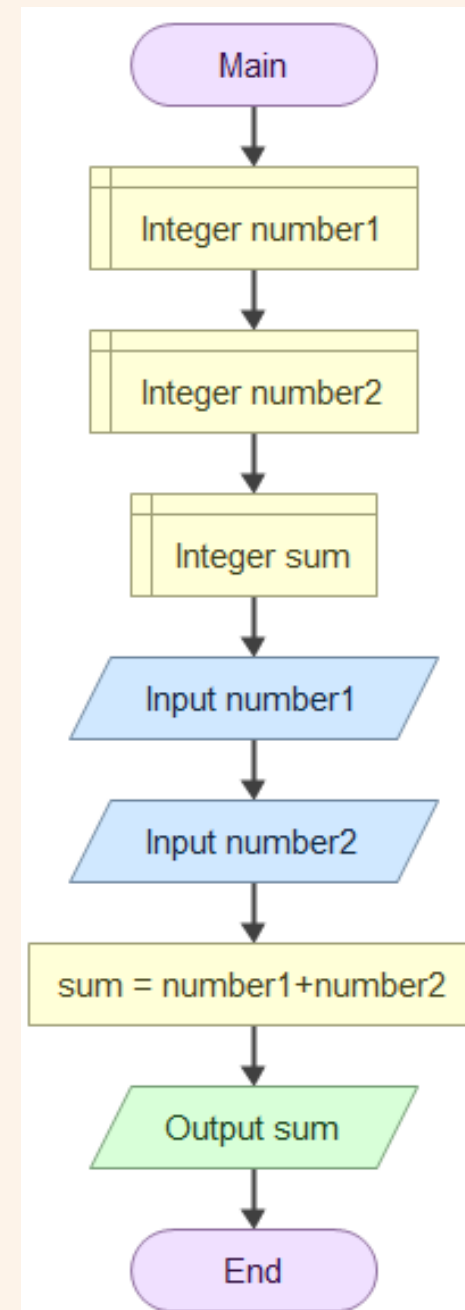 Main
Integer number1
Integer number2
Integer sum
Input number1
Input number2
sum = number1+number2
Output sum
End